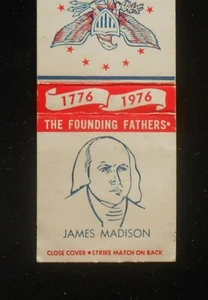 1776 1976
THE FOUNDING FATHERS®
JAMES MADISON
CLOSE COVER • STRIKE MATCH ON BACK